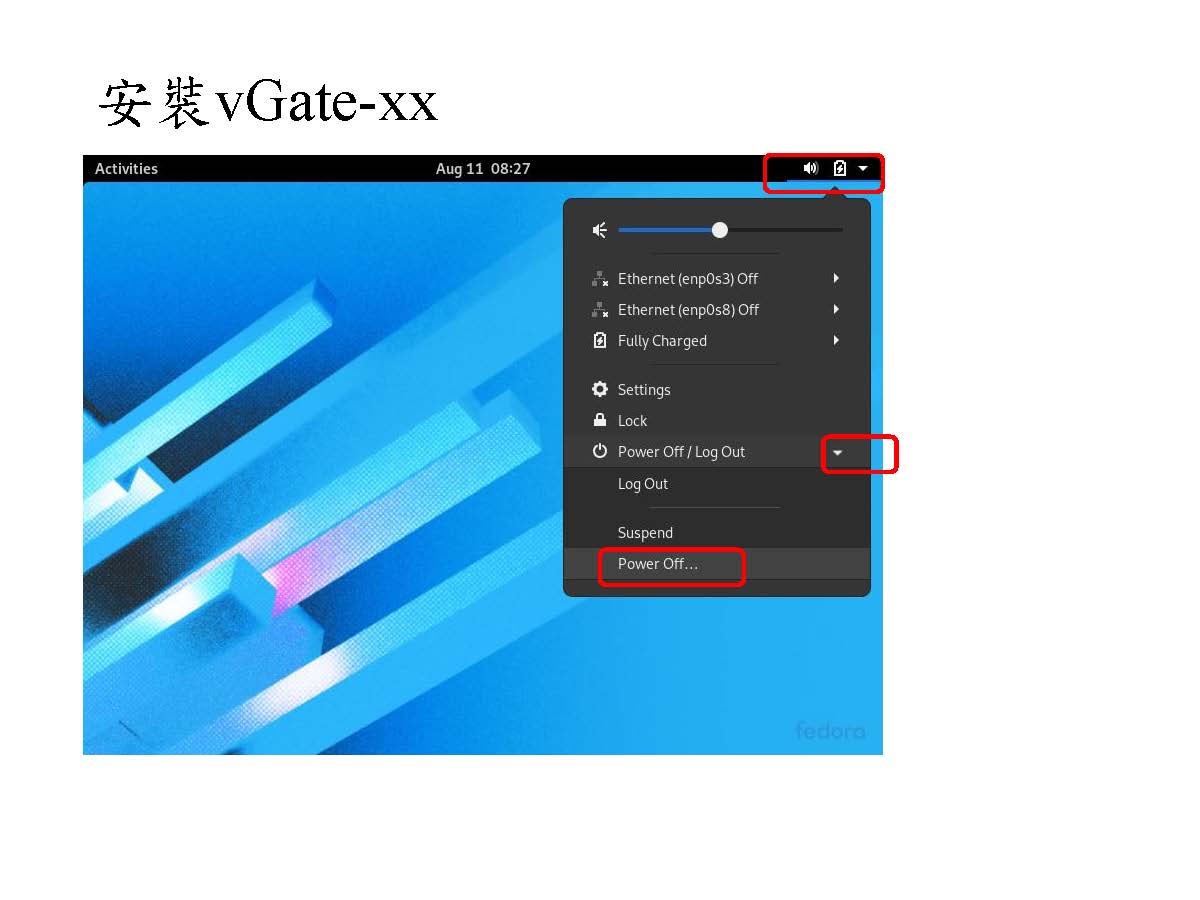 安裝vGate-xx
Activities
Aug 11 08:27
Ethernet (enp0s3) Off
Ethernet (enp0s8) Off
Fully Charged
Settings
Lock
Power Off / Log Out
Log Out
Suspend
Power Off...
fedora